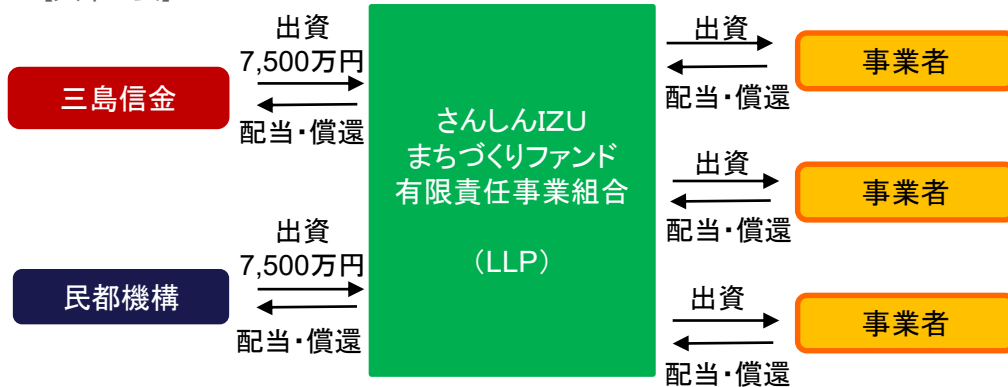 出資
7,500万円
三島信金
配当・償還
出資
7,500万円
民都機構
配当・償還
さんしんIZU
まちづくりファンド
有限責任事業組合
（LLP）
出資
事業者
配当・償還
出資
事業者
配当・償還
出資
事業者
配当・償還